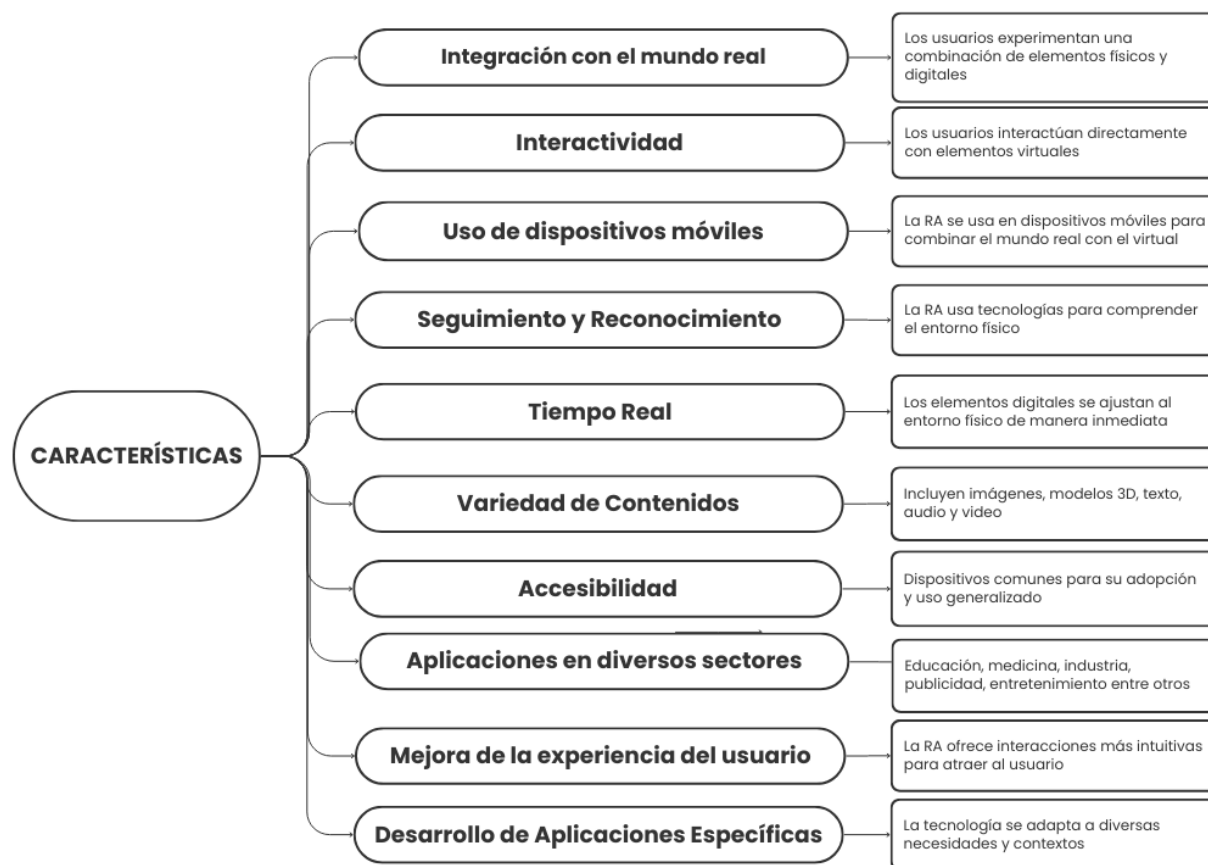 CARACTERÍSTICAS
Integración con el mundo real
Los usuarios experimentan una
combinación de elementos físicos y
digitales
Interactividad
Los usuarios interactúan directamente
con elementos virtuales
Uso de dispositivos móviles
La RA se usa en dispositivos móviles para
combinar el mundo real con el virtual
Seguimiento y Reconocimiento
La RA usa tecnologías para comprender
el entorno físico
Tiempo Real
Los elementos digitales se ajustan al
entorno físico de manera inmediata
Variedad de Contenidos
Incluyen imágenes, modelos 3D, texto,
audio y video
Accesibilidad
Dispositivos comunes para su adopción
y uso generalizado
Aplicaciones en diversos sectores
Educación, medicina, industria,
publicidad, entretenimiento entre otros
Mejora de la experiencia del usuario
La RA ofrece interacciones más intuitivas
para atraer al usuario
Desarrollo de Aplicaciones Específicas
La tecnología se adapta a diversas
necesidades y contextos